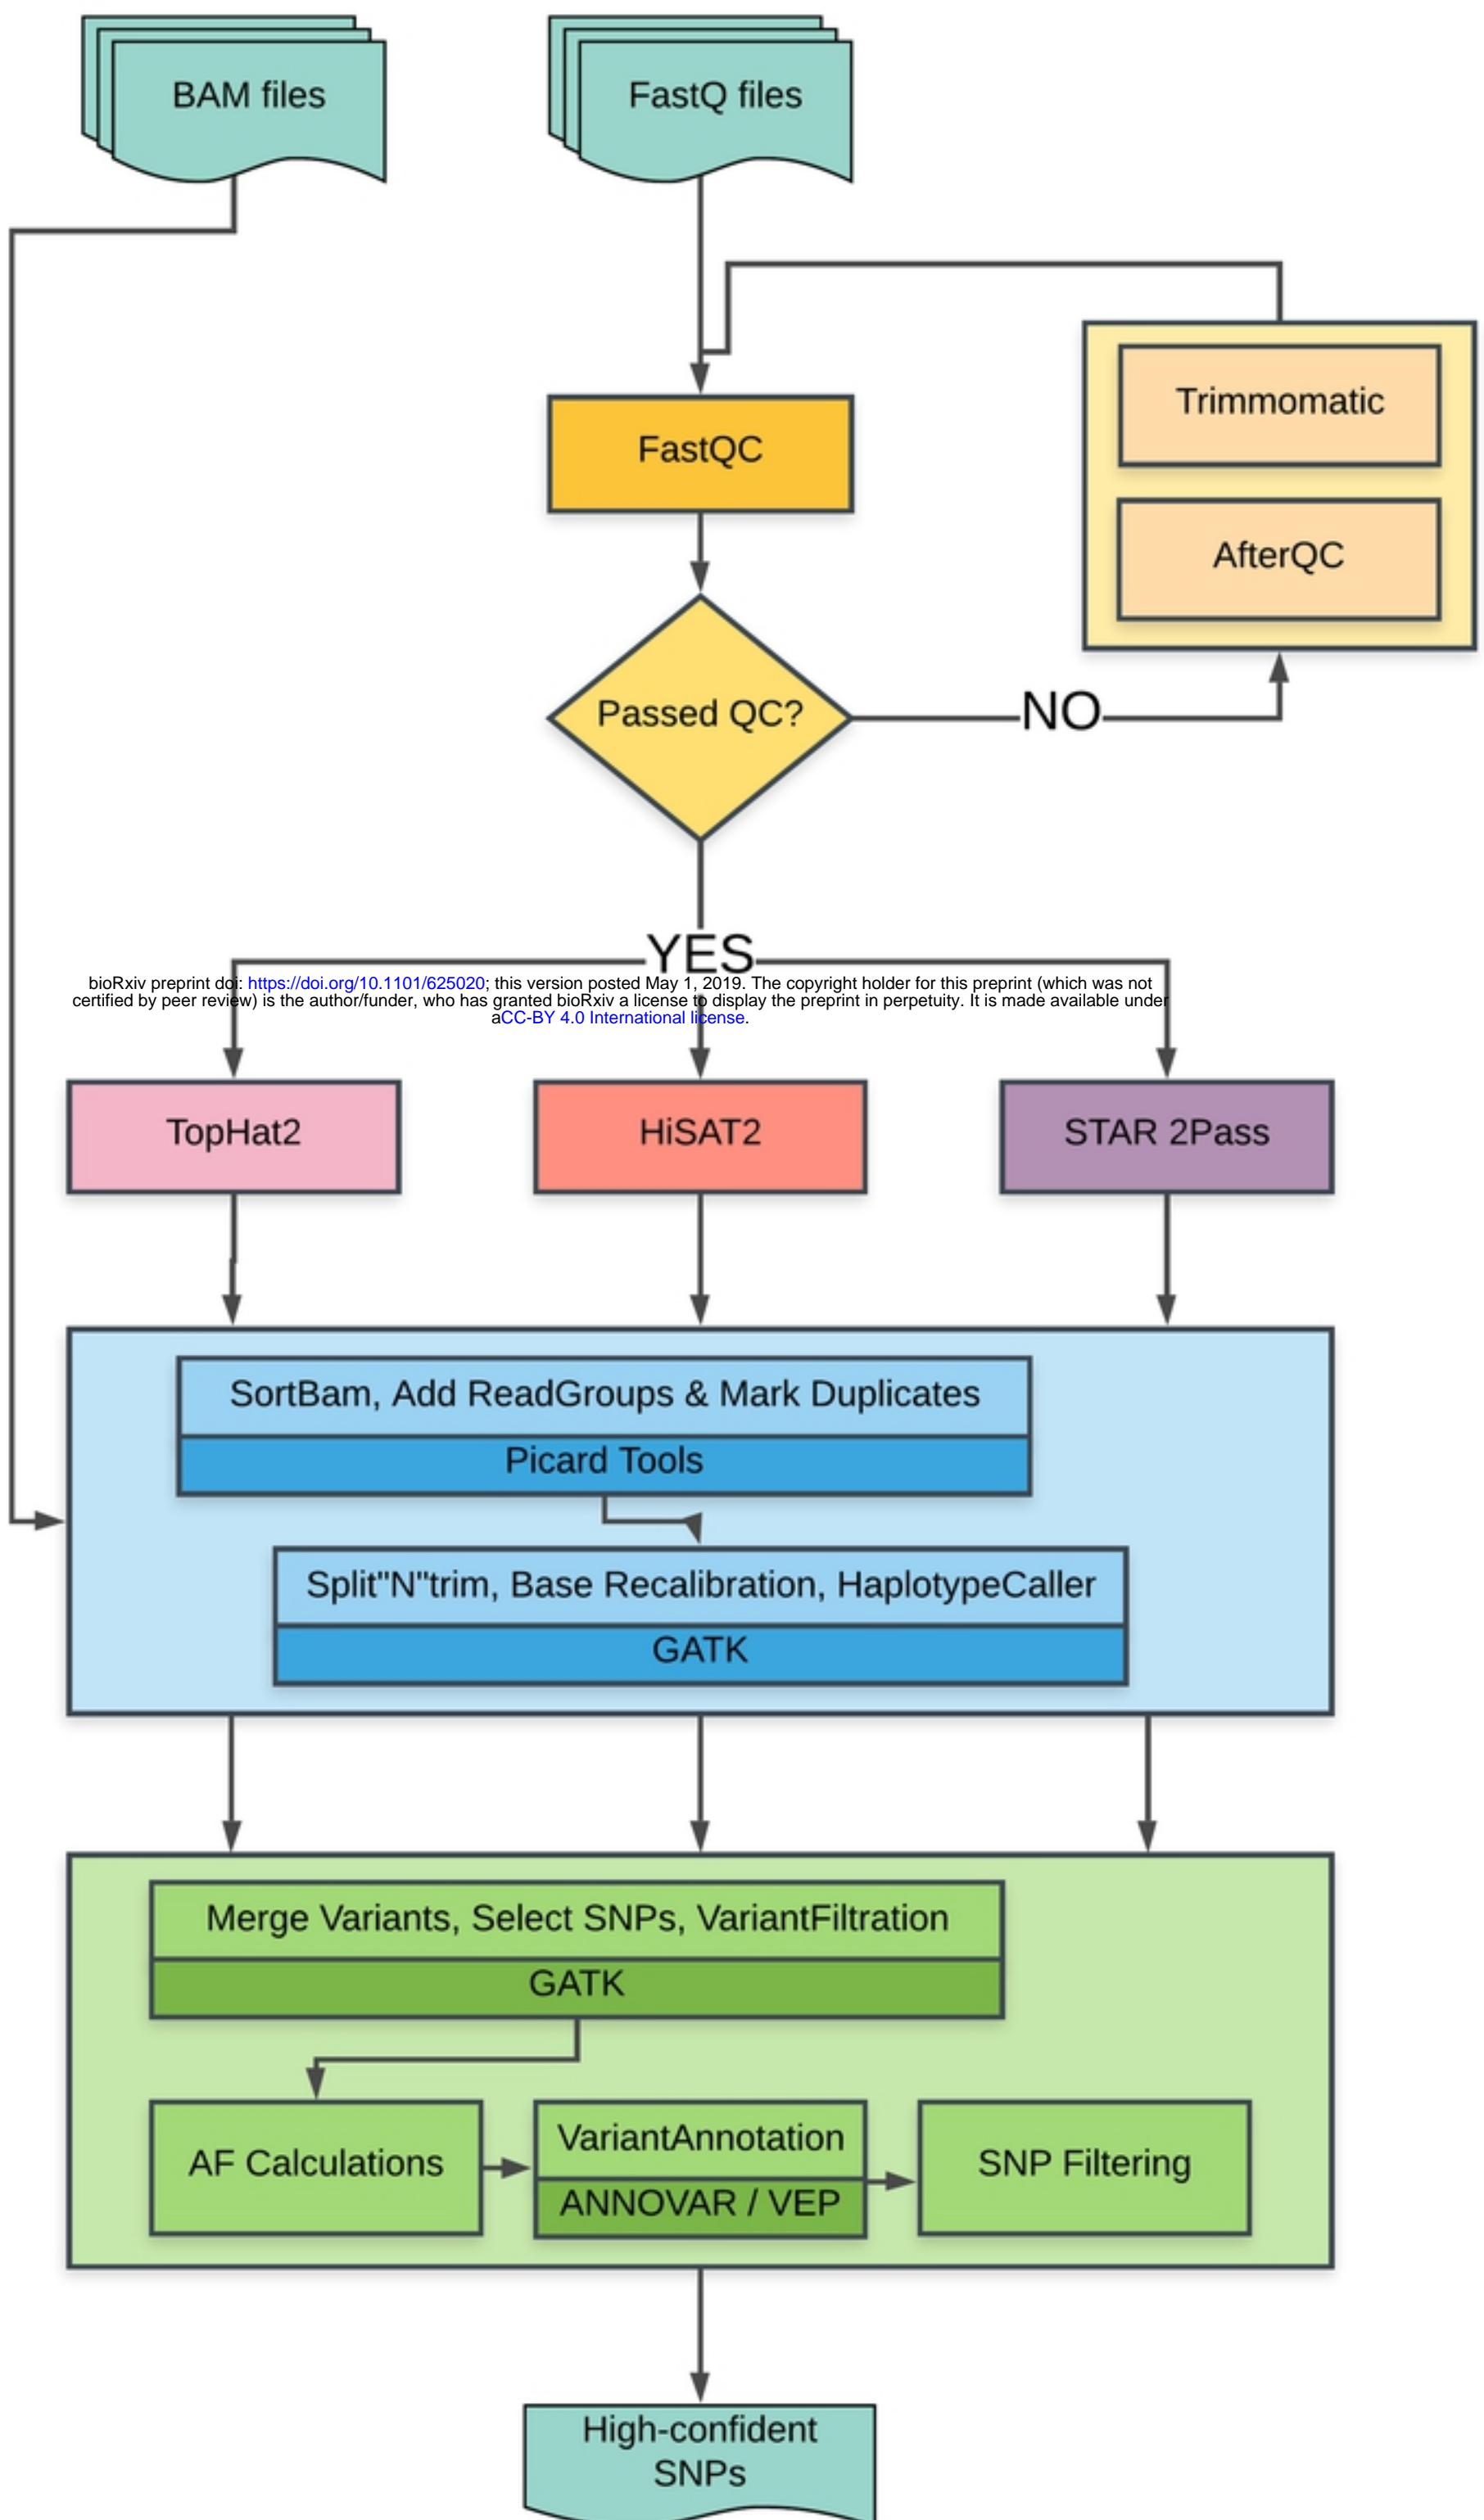 BAM files
FastQ files
Trimmomatic
FastQC
AfterQC
Passed QC?
NO
YES
bioRxiv preprint doi: https://doi.org/10.1101/625020; this version posted May 1, 2019. The copyright holder for this preprint (which was not
certified by peer review) is the author/funder, who has granted bioRxiv a license to display the preprint in perpetuity. It is made available under
aCC-BY 4.0 International license.
TopHat2
HiSAT2
STAR 2Pass
SortBam, Add ReadGroups & Mark Duplicates
Picard Tools
Split"N"trim, Base Recalibration, HaplotypeCaller
GATK
Merge Variants, Select SNPs, VariantFiltration
GATK
AF Calculations
VariantAnnotation
ANNOVAR / VEP
SNP Filtering
High-confident
SNPs